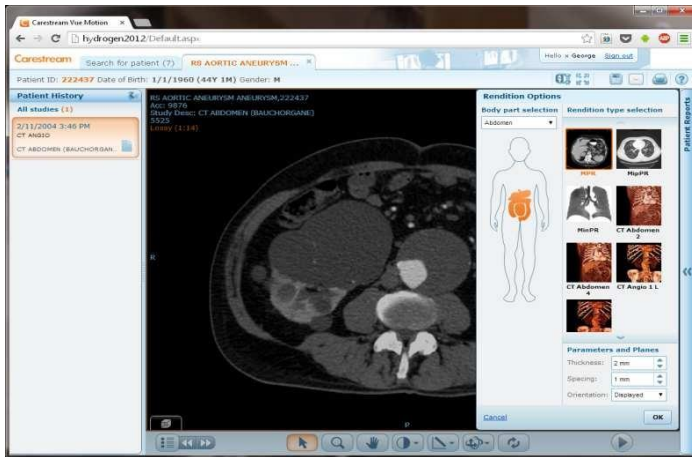 Carestream Vue Motion
hydrogen2012/Default.aspx
Carestream
Search for patient (7)
RS AORTIC ANEURYSM ...
Hello George Sign out
Patient ID: 222437 Date of Birth: 1/1/1960 (44Y 1M) Gender: M
Patient History
All studies (1)
2/11/2004 3:46 PM
CT ANGIO
CT ABDOMEN (BAUCHORGAN...
RS AORTIC ANEURYSM ANEURYSM,222437
Acc: 9876
Study Desc: CT ABDOMEN (BAUCHORGANE)
5525
Lossy (1:14)
R
P
Rendition Options
Body part selection
Abdomen
Rendition type selection
MPR
MipPR
MinPR
CT Abdomen 2
CT Abdomen 4
CT Angio 1 L
Parameters and Planes
Thickness: 2 mm
Spacing: 1 mm
Orientation: Displayed
Cancel
OK
Patient Reports